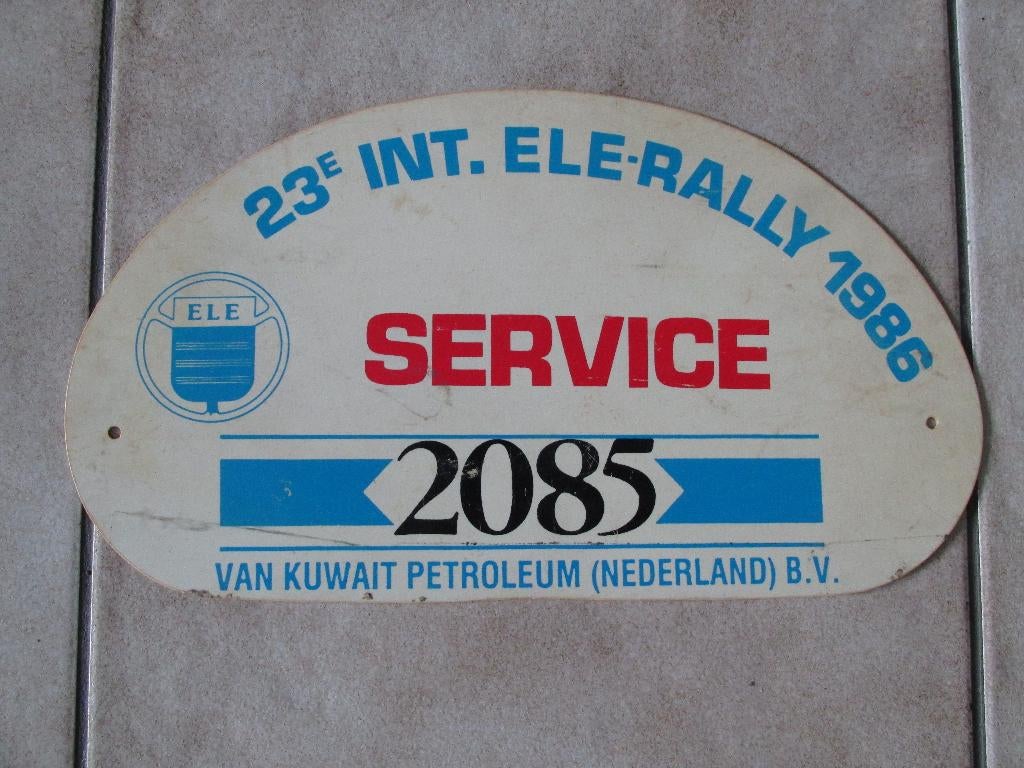 23E INT. ELE-RALLY 1986
ELE
SERVICE
2085
VAN KUWAIT PETROLEUM (NEDERLAND) B.V.